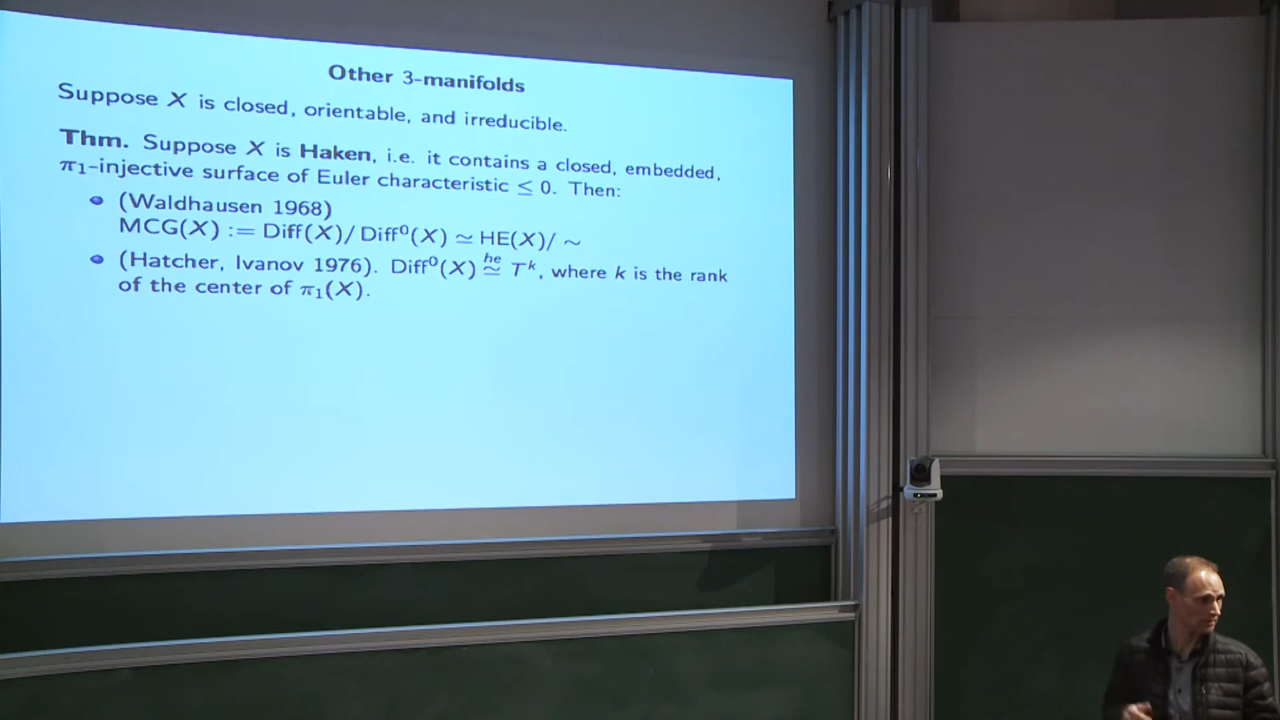 Other 3-manifolds
Suppose X is closed, orientable, and irreducible.
Thm. Suppose X is Haken, i.e. it contains a closed, embedded,
π₁-injective surface of Euler characteristic ≤ 0. Then:
(Waldhausen 1968)
MCG(X) := Diff(X)/ Diff⁰(X) ≃ HE(X)/ ∼
(Hatcher, Ivanov 1976). Diff⁰(X) ≃^{he} Tᵏ, where k is the rank
of the center of π₁(X).